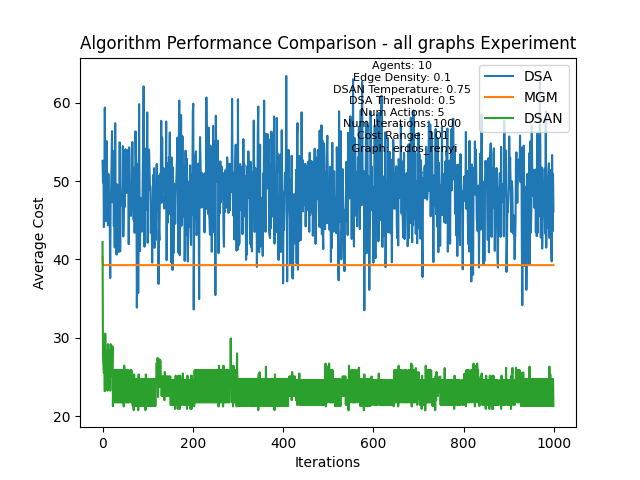 Algorithm Performance Comparison - all graphs Experiment
Agents: 10
Edge Density: 0.1
DSAN Temperature: 0.75
DSA Threshold: 0.5
Num Actions: 5
Num Iterations: 1000
Cost Range: 101
Graph: erdos_renyi
DSA
MGM
DSAN
Average Cost
60
50
40
30
20
0
200
400
600
800
1000
Iterations